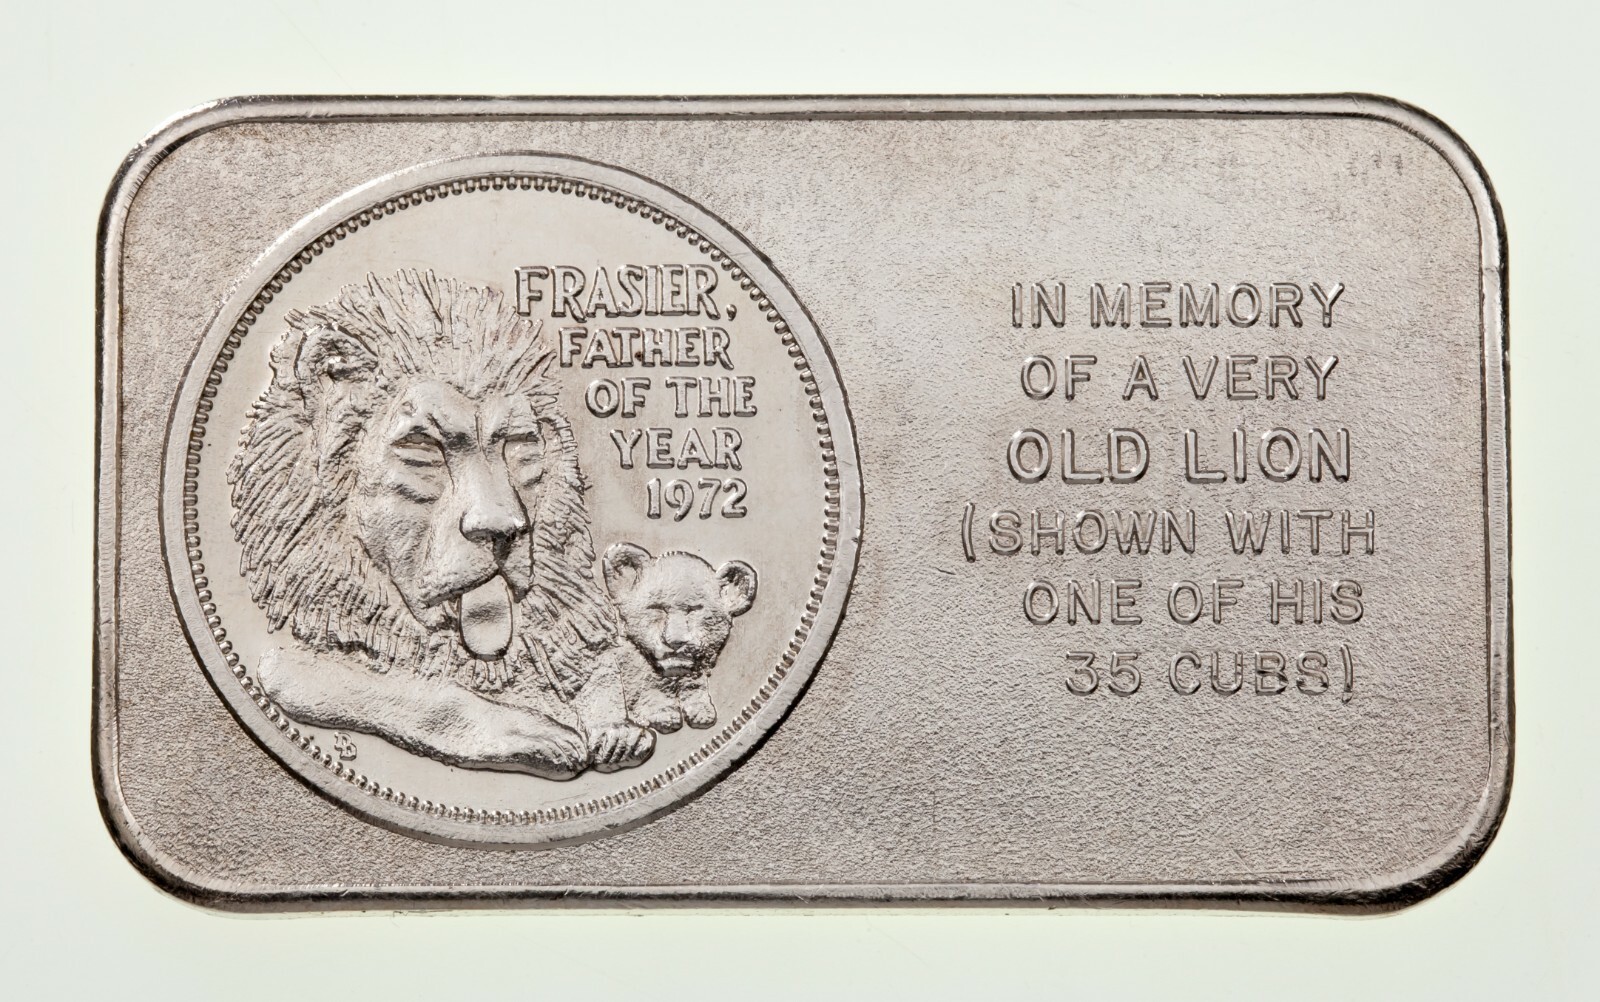 FRASIER,
FATHER
OF THE
YEAR
1972
DB
IN MEMORY
OF A VERY
OLD LION
(SHOWN WITH
ONE OF HIS
35 CUBS)